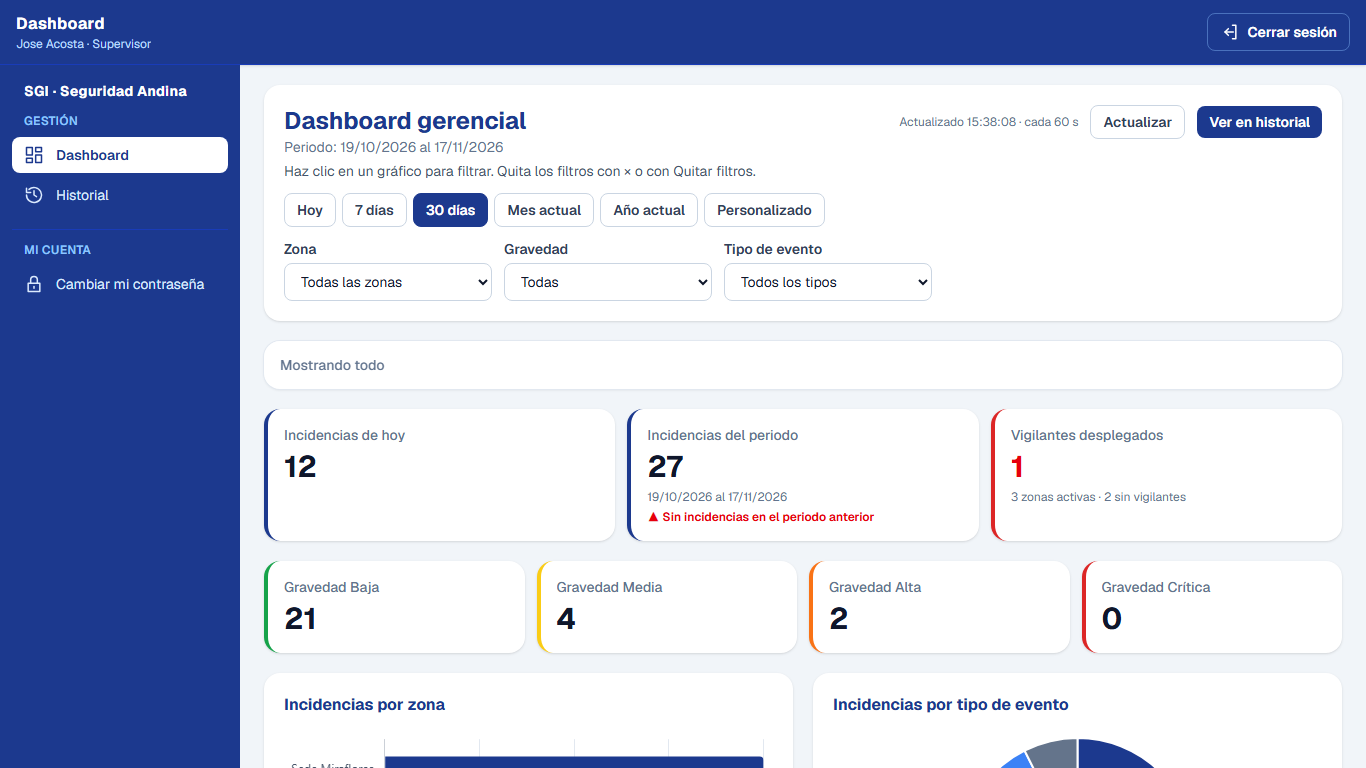 Dashboard
Jose Acosta · Supervisor
Cerrar sesión
SGI · Seguridad Andina
GESTIÓN
Dashboard
Historial
MI CUENTA
Cambiar mi contraseña
Dashboard gerencial
Actualizado 15:38:08 · cada 60 s
Actualizar
Ver en historial
Periodo: 19/10/2026 al 17/11/2026
Haz clic en un gráfico para filtrar. Quita los filtros con × o con Quitar filtros.
Hoy
7 días
30 días
Mes actual
Año actual
Personalizado
Zona
Gravedad
Tipo de evento
Todas las zonas
Todas
Todos los tipos
Mostrando todo
Incidencias de hoy
12
Incidencias del periodo
27
19/10/2026 al 17/11/2026
▲ Sin incidencias en el periodo anterior
Vigilantes desplegados
1
3 zonas activas · 2 sin vigilantes
Gravedad Baja
21
Gravedad Media
4
Gravedad Alta
2
Gravedad Crítica
0
Incidencias por zona
Incidencias por tipo de evento